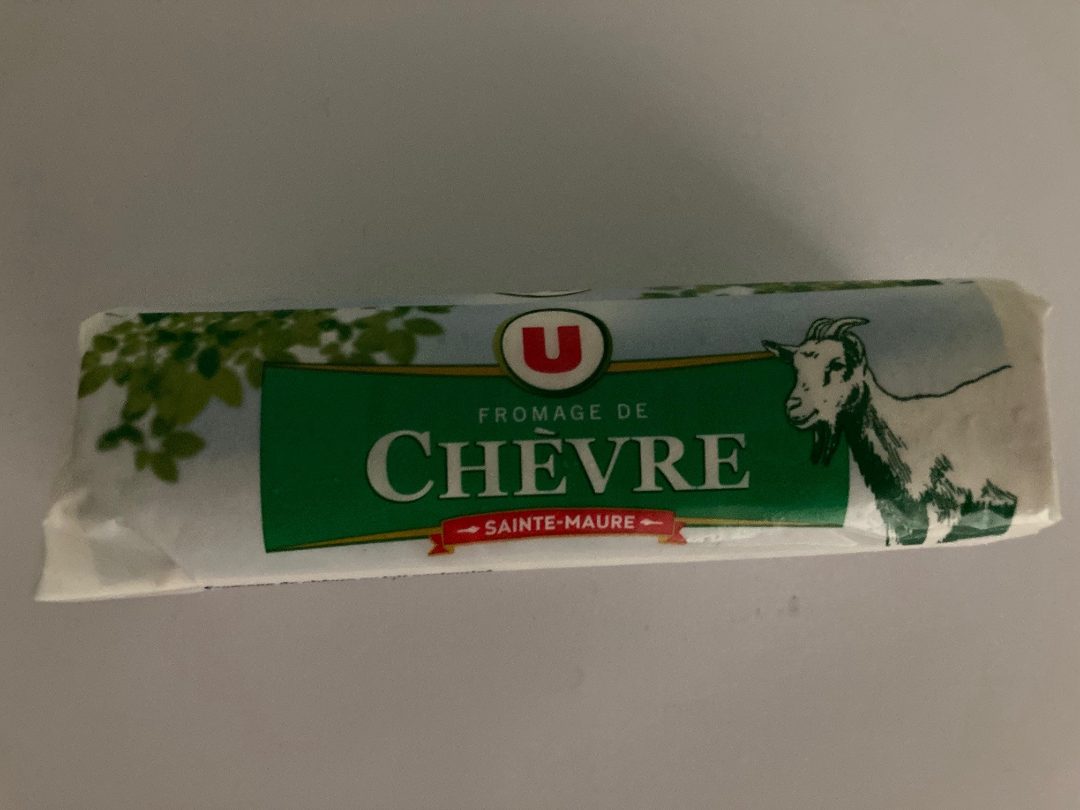 U
FROMAGE DE
CHÈVRE
SAINTE-MAURE